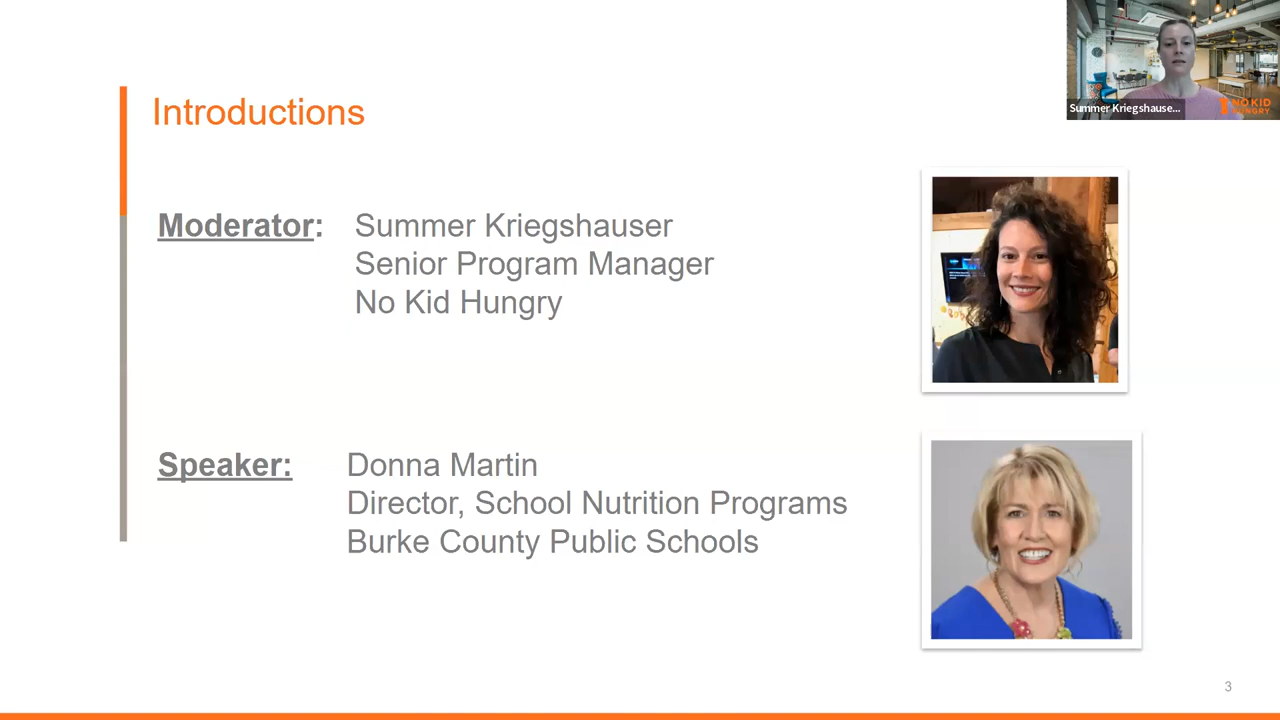 Introductions
Summer Kriegshause...
NO KID
HUNGRY
Moderator: Summer Kriegshauser
Senior Program Manager
No Kid Hungry
Speaker: Donna Martin
Director, School Nutrition Programs
Burke County Public Schools
3